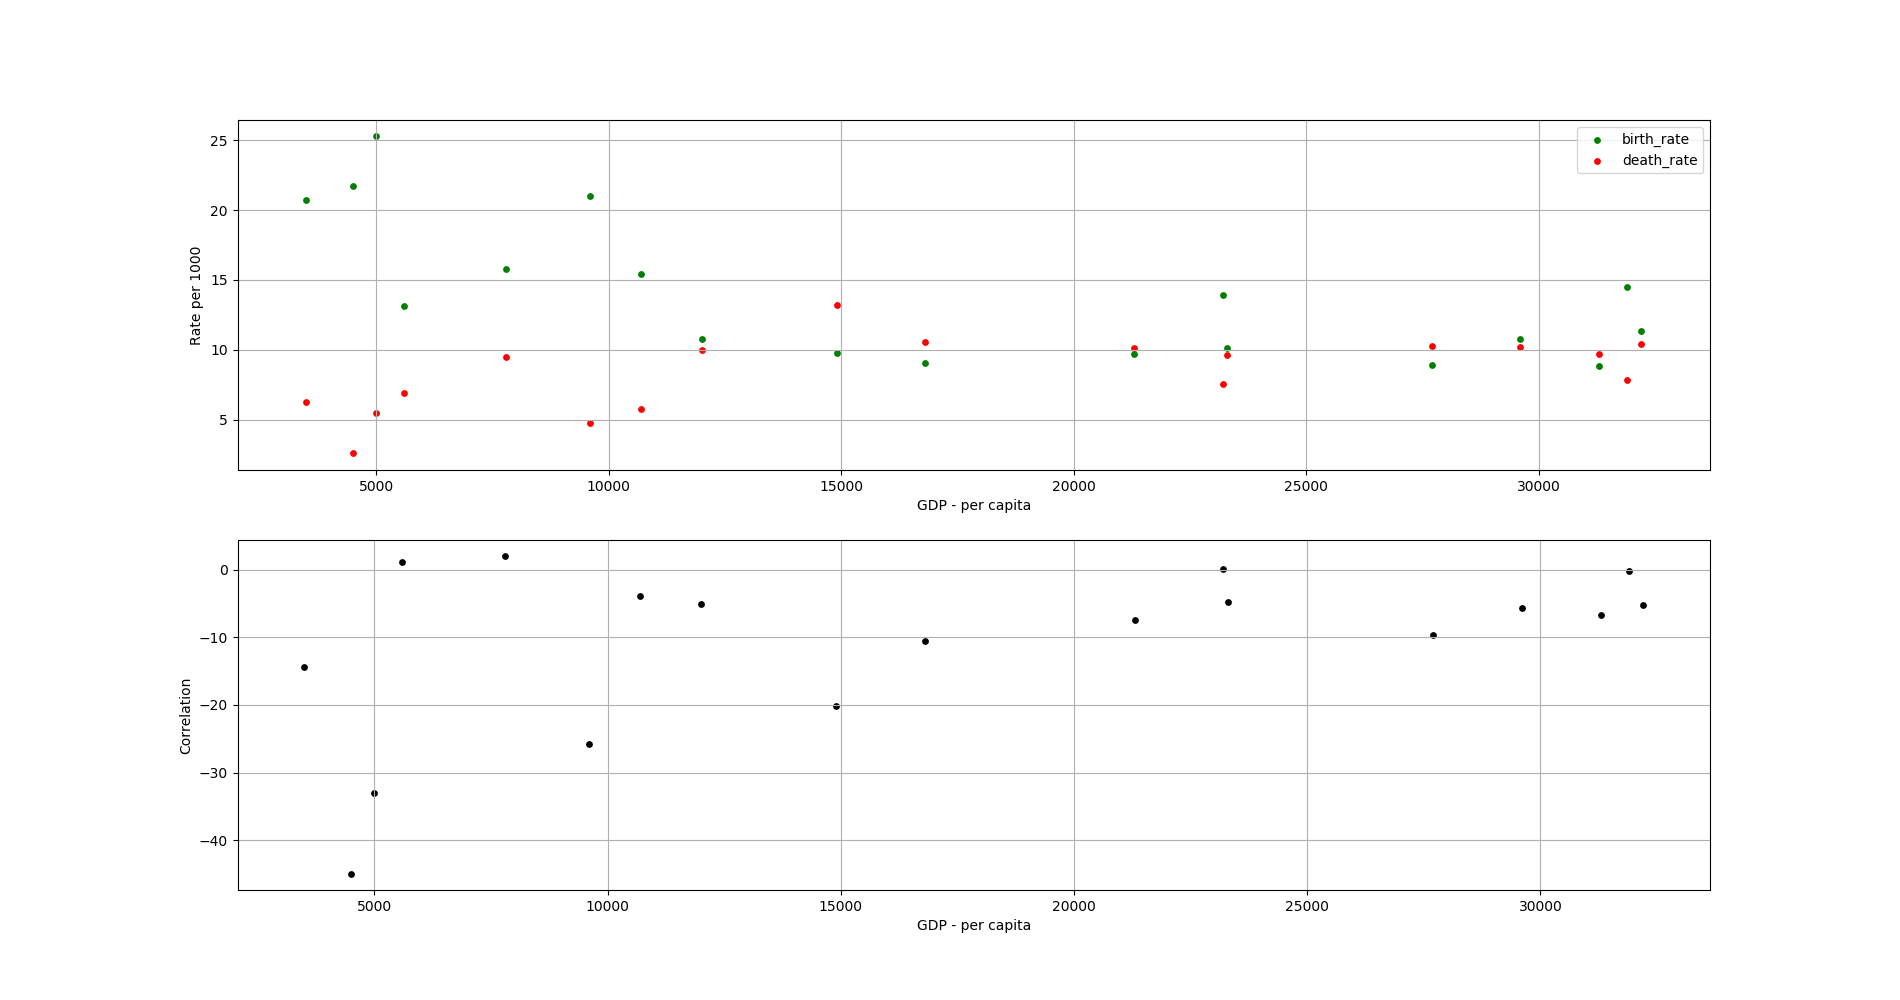 25
20
15
10
5
Rate per 1000
birth_rate
death_rate
5000 10000 15000 20000 25000 30000
GDP - per capita
0
−10
−20
−30
−40
Correlation
5000 10000 15000 20000 25000 30000
GDP - per capita